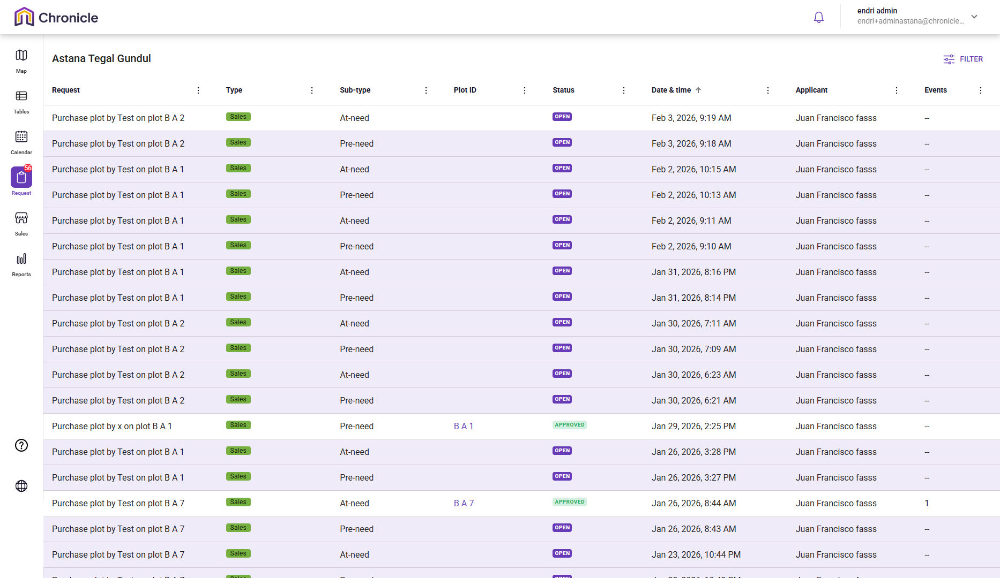 Chronicle
endri admin
endri+adminastana@chronicle...
Map
Tables
Calendar
56
Request
Sales
Reports
Astana Tegal Gundul
FILTER
Request Type Sub-type Plot ID Status Date & time Applicant Events
Purchase plot by Test on plot B A 2 Sales At-need OPEN Feb 3, 2026, 9:19 AM Juan Francisco fasss --
Purchase plot by Test on plot B A 2 Sales Pre-need OPEN Feb 3, 2026, 9:18 AM Juan Francisco fasss --
Purchase plot by Test on plot B A 1 Sales At-need OPEN Feb 2, 2026, 10:15 AM Juan Francisco fasss --
Purchase plot by Test on plot B A 1 Sales Pre-need OPEN Feb 2, 2026, 10:13 AM Juan Francisco fasss --
Purchase plot by Test on plot B A 1 Sales At-need OPEN Feb 2, 2026, 9:11 AM Juan Francisco fasss --
Purchase plot by Test on plot B A 1 Sales Pre-need OPEN Feb 2, 2026, 9:10 AM Juan Francisco fasss --
Purchase plot by Test on plot B A 1 Sales At-need OPEN Jan 31, 2026, 8:16 PM Juan Francisco fasss --
Purchase plot by Test on plot B A 1 Sales Pre-need OPEN Jan 31, 2026, 8:14 PM Juan Francisco fasss --
Purchase plot by Test on plot B A 2 Sales At-need OPEN Jan 30, 2026, 7:11 AM Juan Francisco fasss --
Purchase plot by Test on plot B A 2 Sales Pre-need OPEN Jan 30, 2026, 7:09 AM Juan Francisco fasss --
Purchase plot by Test on plot B A 2 Sales At-need OPEN Jan 30, 2026, 6:23 AM Juan Francisco fasss --
Purchase plot by Test on plot B A 2 Sales Pre-need OPEN Jan 30, 2026, 6:21 AM Juan Francisco fasss --
Purchase plot by x on plot B A 1 Sales Pre-need B A 1 APPROVED Jan 29, 2026, 2:25 PM Juan Francisco fasss --
Purchase plot by Test on plot B A 1 Sales At-need OPEN Jan 26, 2026, 3:28 PM Juan Francisco fasss --
Purchase plot by Test on plot B A 1 Sales Pre-need OPEN Jan 26, 2026, 3:27 PM Juan Francisco fasss --
Purchase plot by Test on plot B A 7 Sales At-need B A 7 APPROVED Jan 26, 2026, 8:44 AM Juan Francisco fasss 1
Purchase plot by Test on plot B A 7 Sales Pre-need OPEN Jan 26, 2026, 8:43 AM Juan Francisco fasss --
Purchase plot by Test on plot B A 7 Sales At-need OPEN Jan 23, 2026, 10:44 PM Juan Francisco fasss --